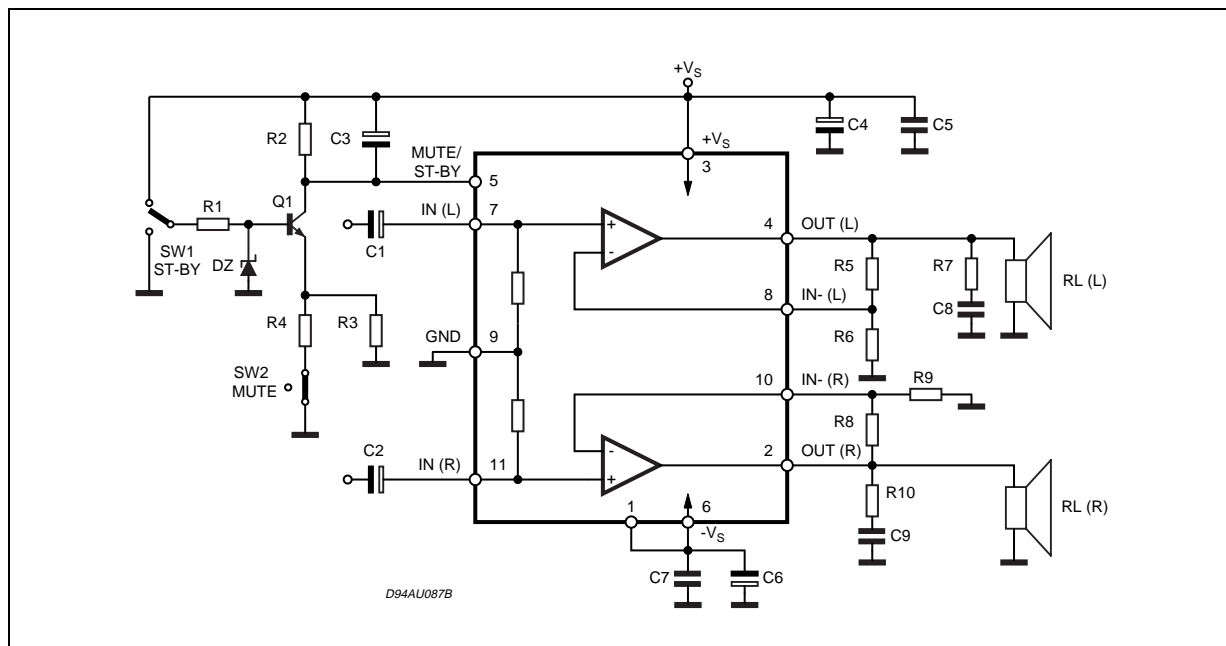 +VS
R2
C3
C4
C5
+VS
MUTE/
ST-BY
5
3
R1
Q1
IN (L)
7
C1
4
OUT (L)
SW1
ST-BY
DZ
R5
R7
RL (L)
8
IN- (L)
C8
R4
R3
GND
9
R6
SW2
MUTE
10
IN- (R)
R9
R8
C2
IN (R)
11
2
OUT (R)
R10
RL (R)
1
6
-VS
C9
C7
C6
D94AU087B
+
-
-
+